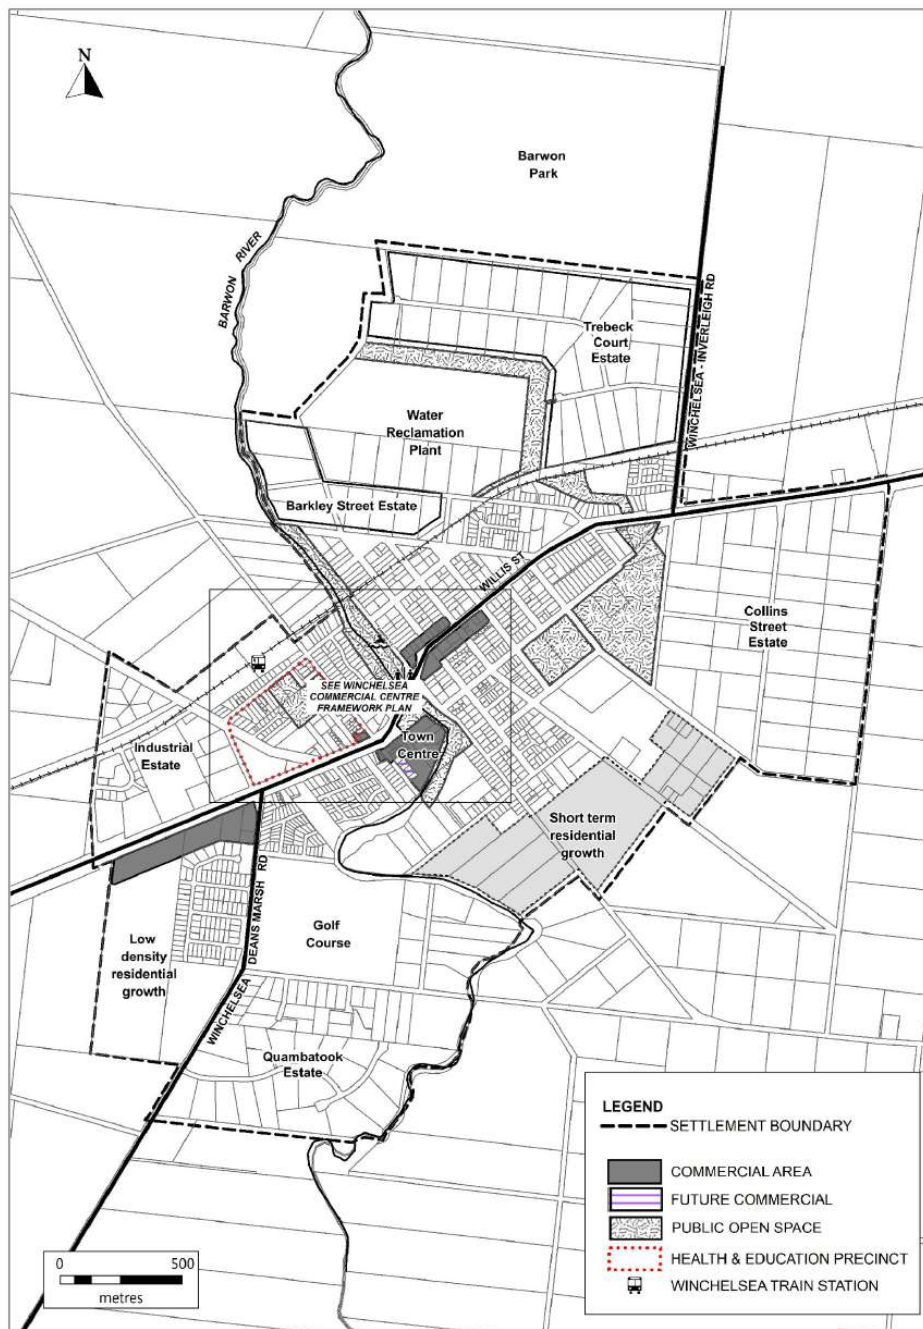 N
Barwon
Park
BARWON RIVER
WINCHELSEA - INVERLEIGH RD
Trebeck
Court
Estate
Water
Reclamation
Plant
Barkley Street Estate
WILLIS ST
Collins
Street
Estate
SEE WINCHELSEA
COMMERCIAL CENTRE
FRAMEWORK PLAN
Town
Centre
Industrial
Estate
Short term
residential
growth
WINCHELSEA DEANS MARSH RD
Golf
Course
Low
density
residential
growth
Quambatook
Estate
LEGEND
SETTLEMENT BOUNDARY
COMMERCIAL AREA
FUTURE COMMERCIAL
PUBLIC OPEN SPACE
HEALTH & EDUCATION PRECINCT
WINCHELSEA TRAIN STATION
0 500
metres